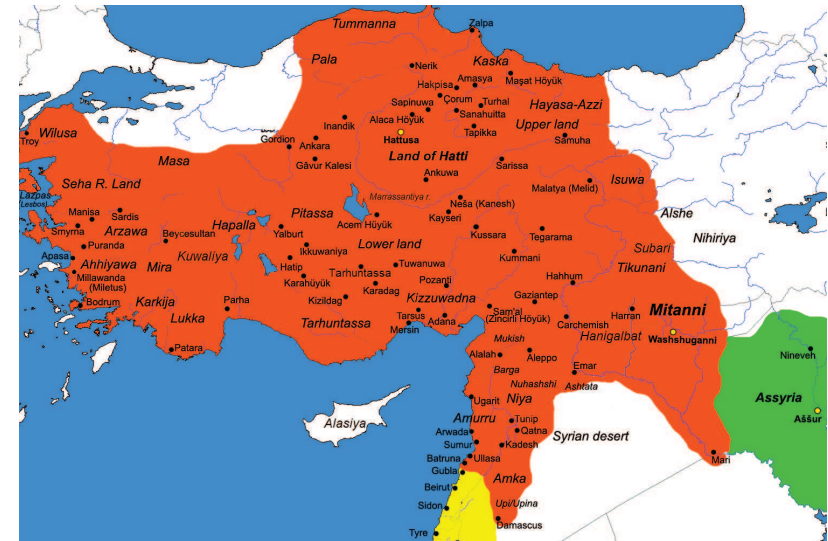 Tummanna
Zalpa
Pala
Nerik
Kaska
Maşat Höyük
Hakpisa
Amasya
Çorum
Turhal
Hayasa-Azzi
Sapinuwa
Alaca Höyük
Sanahuitta
Inandik
Tapikka
Upper land
Wilusa
Troy
Hattusa
Samuha
Gordion
Ankara
Masa
Gâvur Kalesi
Land of Hatti
Sarissa
Ankuwa
Isuwa
Seha R. Land
Malatya (Melid)
Lazpas
(Lesbos)
Marrassantiya r.
Neša (Kanesh)
Manisa
Sardis
Hapalla
Pitassa
Acem Höyük
Kayseri
Alshe
Smyrna
Arzawa
Beycesultan
Yalburt
Kussara
Tegarama
Nihiriya
Puranda
Ikkuwaniya
Lower land
Subari
Apasa
Ahhiyawa
Mira
Kuwaliya
Hatip
Tuwanuwa
Kummani
Tikunani
Millawanda
(Miletus)
Karahüyük
Tarhuntassa
Karadag
Pozantı
Hahhum
Bodrum
Karkija
Parha
Kizildag
Kizzuwadna
Gaziantep
Mitanni
Lukka
Tarhuntassa
Tarsus
Adana
Sam'al
(Zincirli Höyük)
Carchemish
Harran
Mersin
Hanigalbat
Washshuganni
Patara
Mukish
Alalah
Aleppo
Nineveh
Barga
Emar
Nuhashshi
Ashtata
Ugarit
Niya
Assyria
Alasiya
Amurru
Tunip
Aššur
Arwada
Qatna
Syrian desert
Sumur
Kadesh
Batruna
Ullasa
Mari
Gubla
Amka
Beirut
Upi/Upina
Sidon
Damascus
Tyre